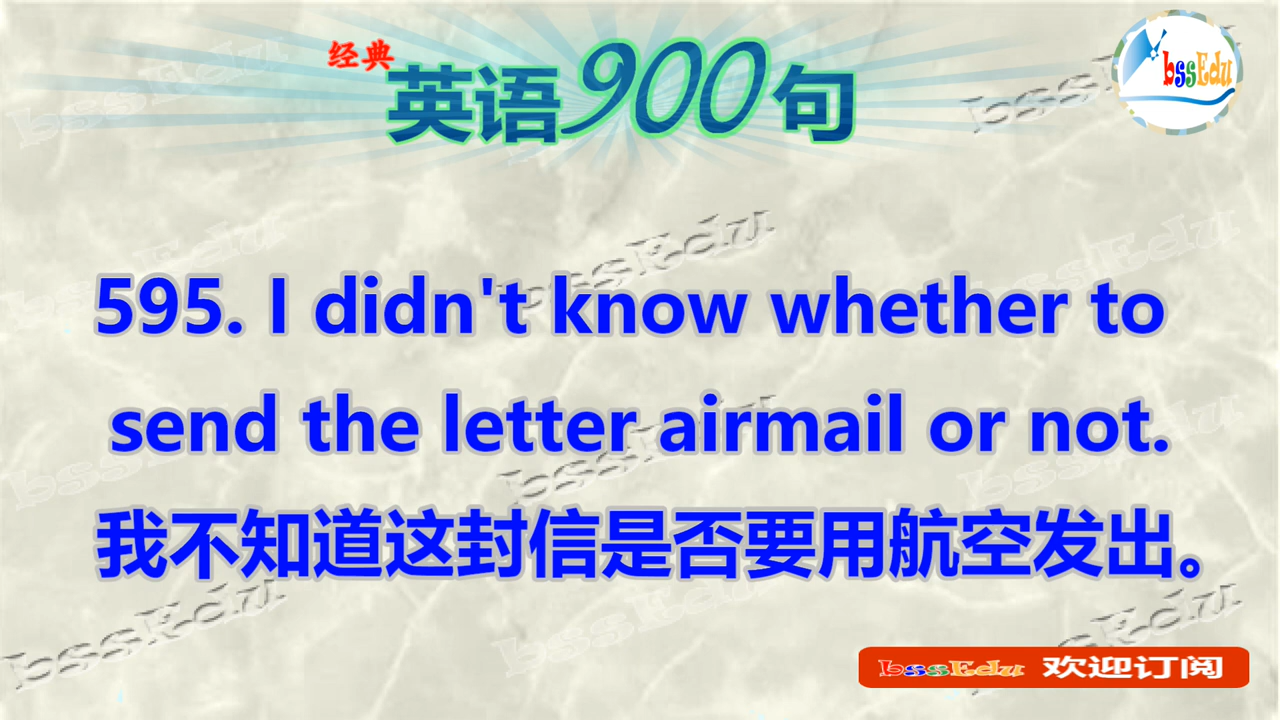 经典
英语900句
bssEdu
595. I didn't know whether to
send the letter airmail or not.
我不知道这封信是否要用航空发出。
bssEdu 欢迎订阅